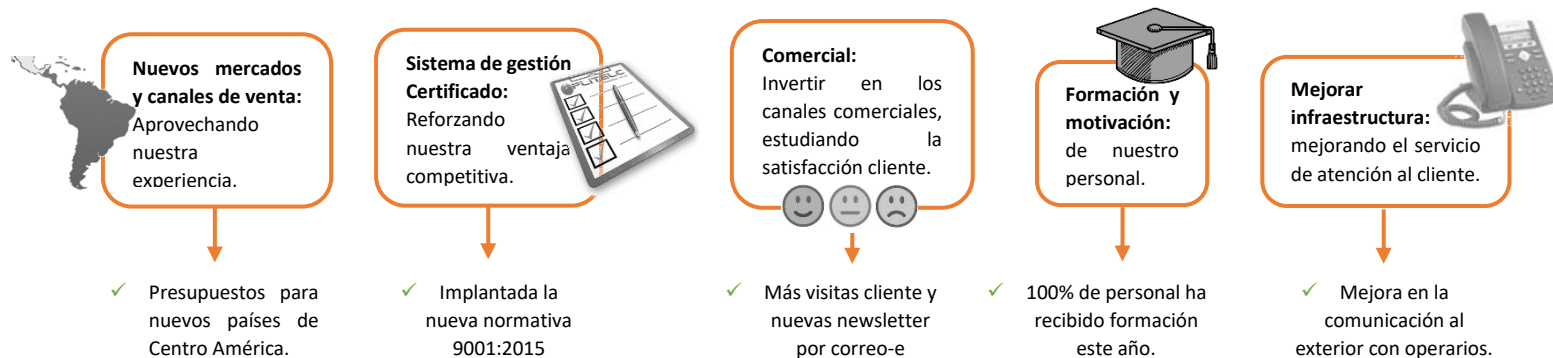 Nuevos mercados
y canales de venta:
Aprovechando
nuestra
experiencia.
Sistema de gestión
Certificado:
Reforzando
nuestra ventaja
competitiva.
Comercial:
Invertir en los
canales comerciales,
estudiando la
satisfacción cliente.
Formación y
motivación:
de nuestro
personal.
Mejorar
infraestructura:
mejorando el servicio
de atención al cliente.
✓ Presupuestos para
nuevos países de
Centro América.
✓ Implantada la
nueva normativa
9001:2015
✓ Más visitas cliente y
nuevas newsletter
por correo-e
✓ 100% de personal ha
recibido formación
este año.
✓ Mejora en la
comunicación al
exterior con operarios.